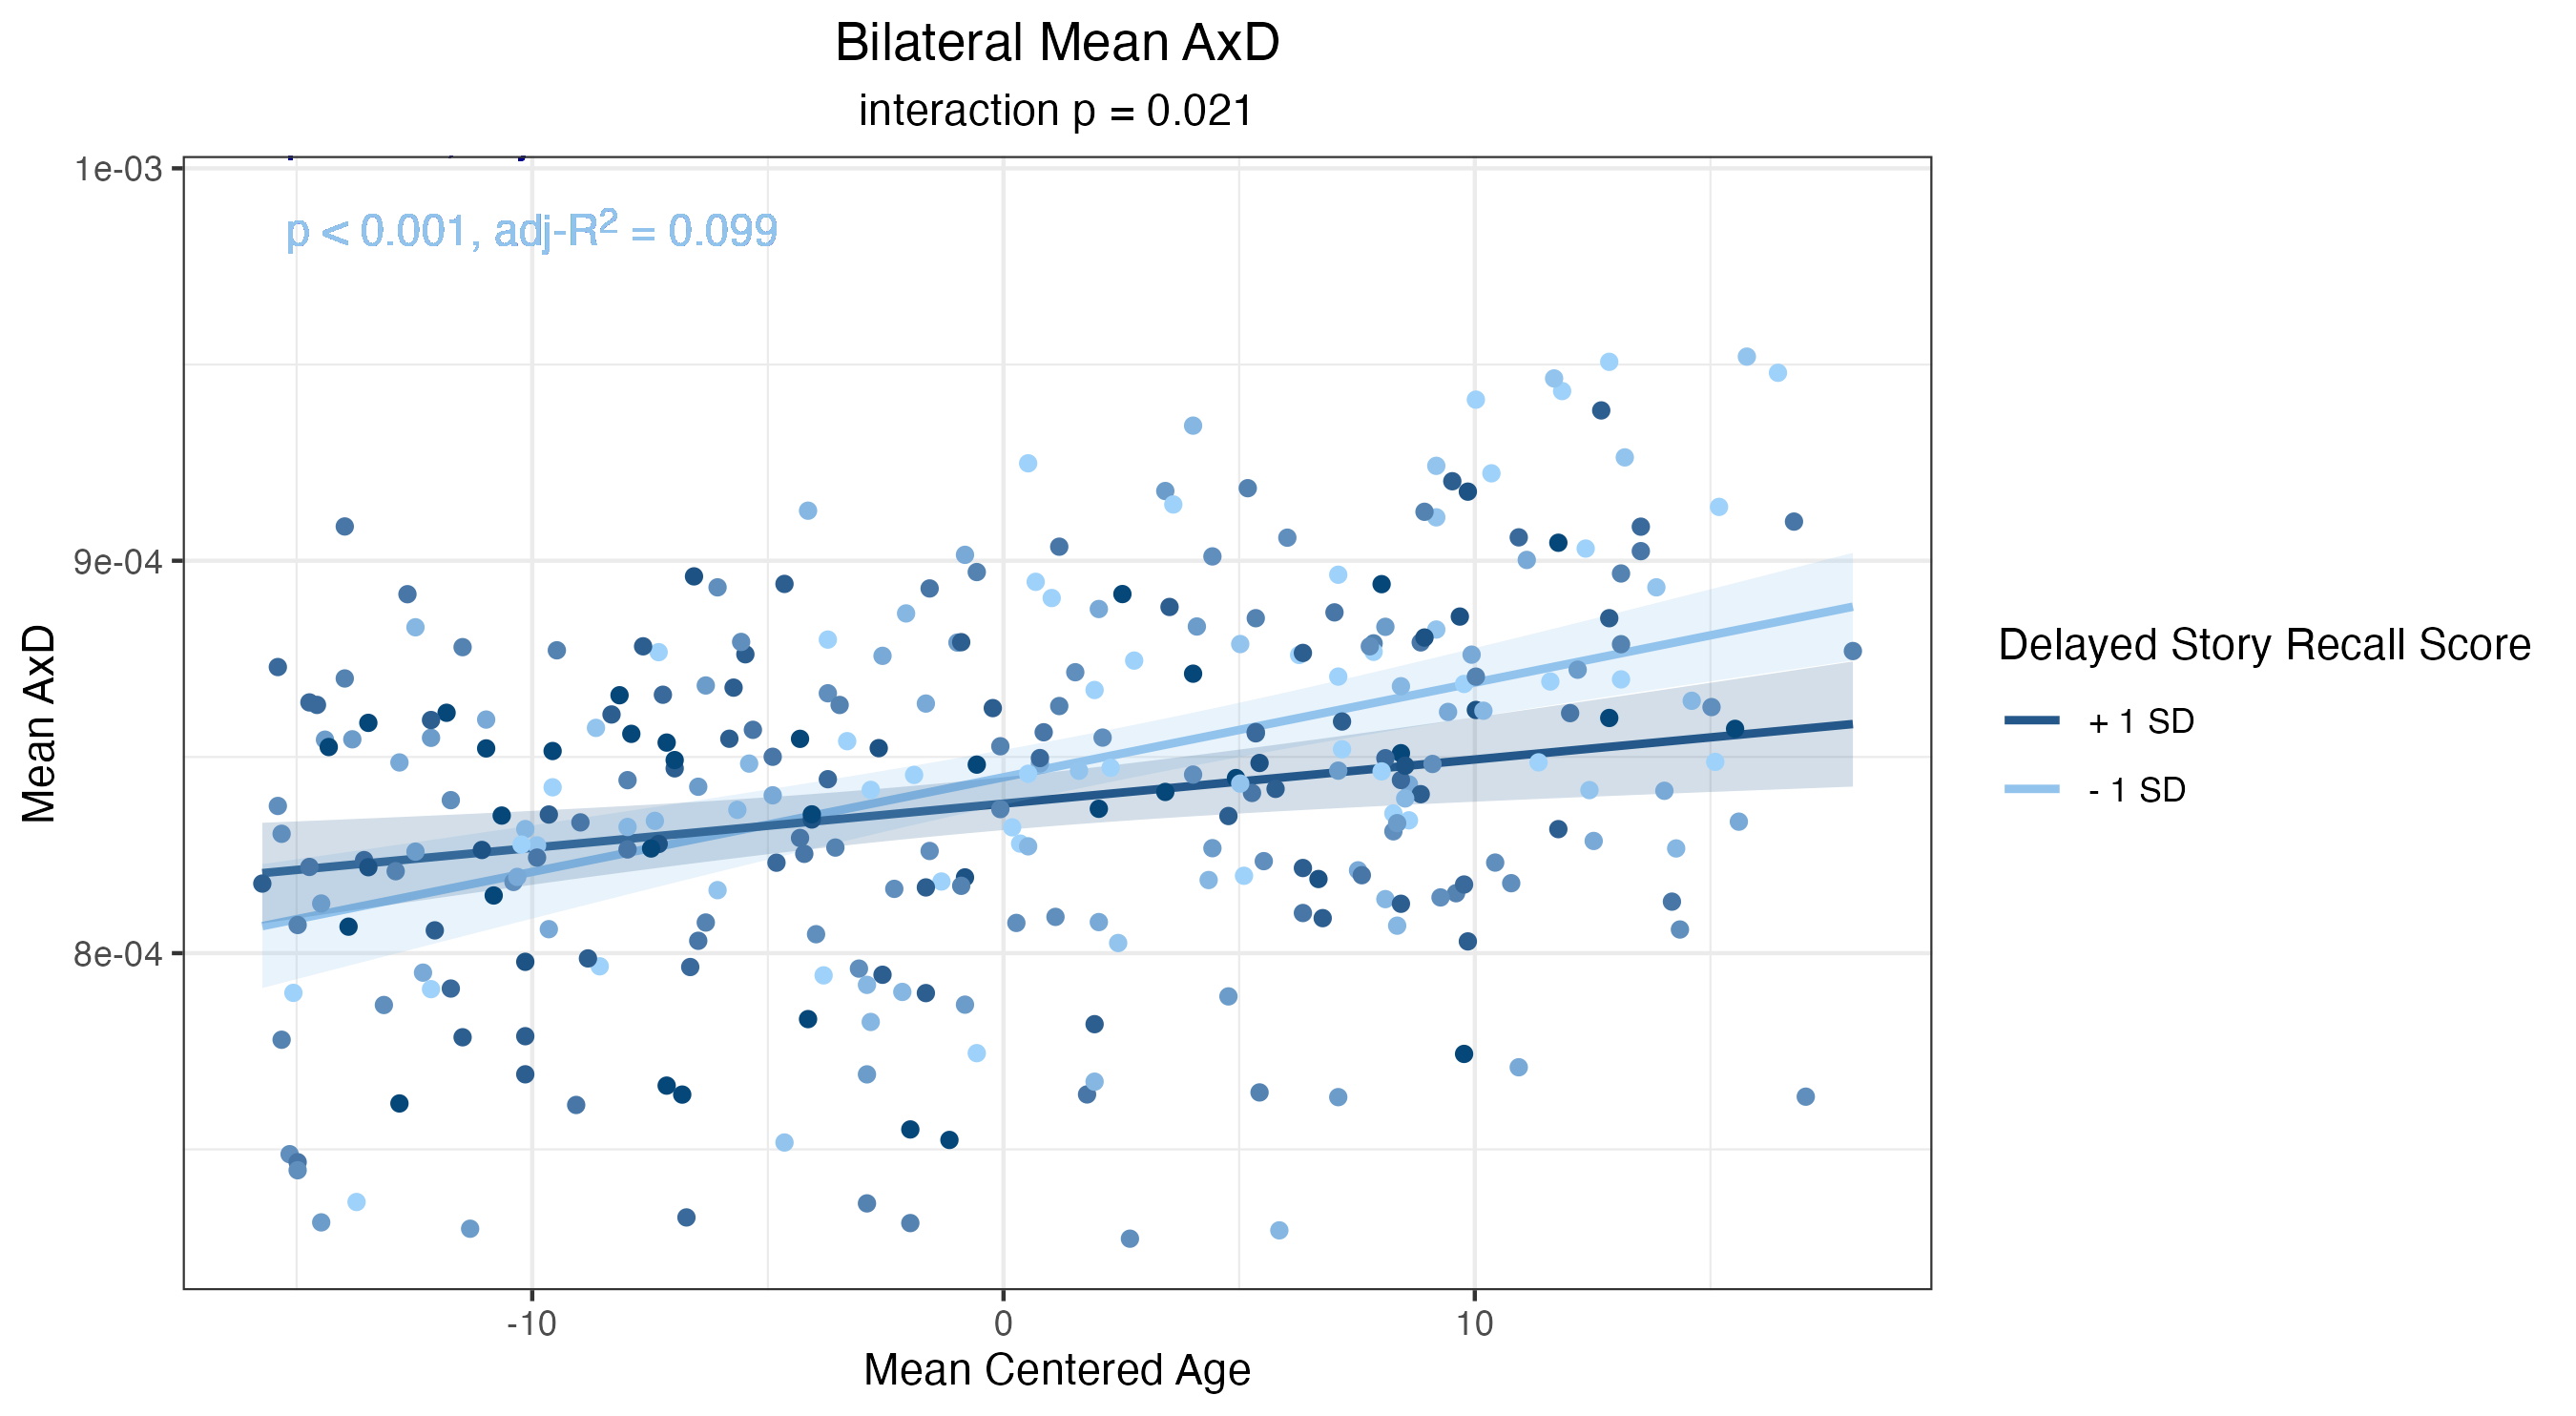 Bilateral Mean AxD
interaction p = 0.021
p < 0.001, adj-R² = 0.099
1e-03
9e-04
8e-04
Mean AxD
-10 0 10
Mean Centered Age
Delayed Story Recall Score
+ 1 SD
- 1 SD